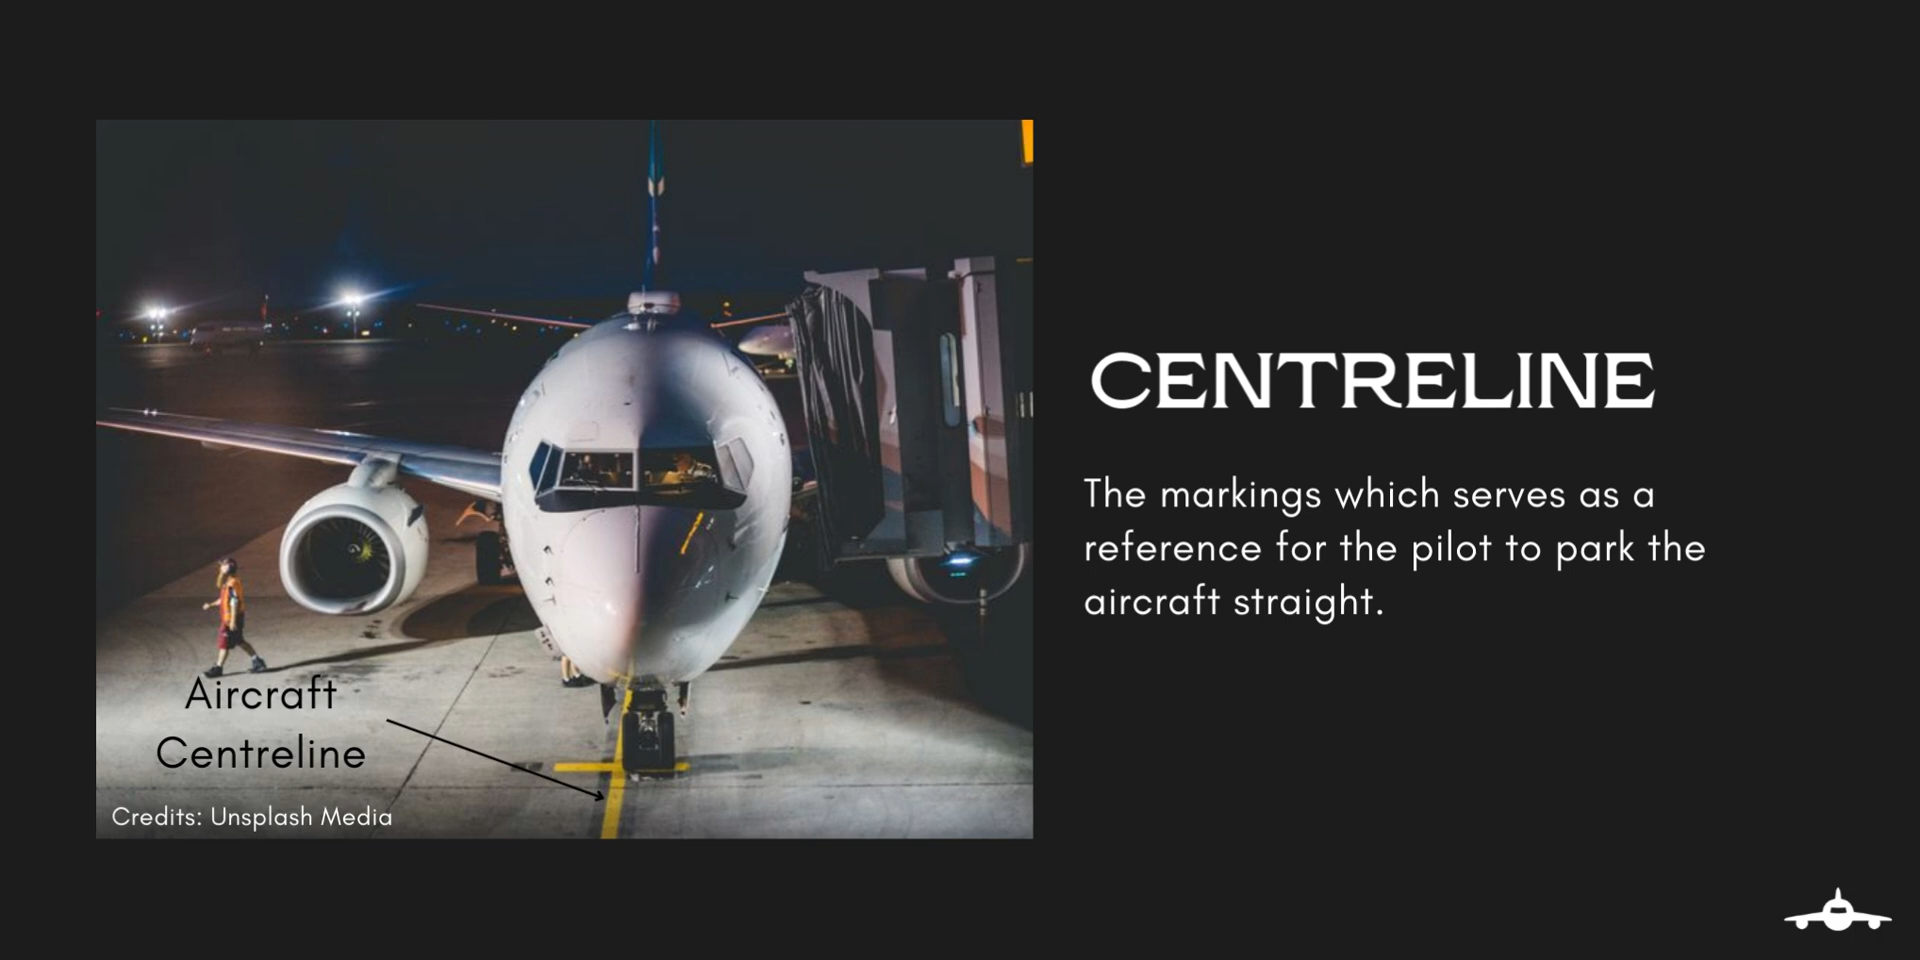 CENTRELINE
The markings which serves as a
reference for the pilot to park the
aircraft straight.
Aircraft
Centreline
Credits: Unsplash Media